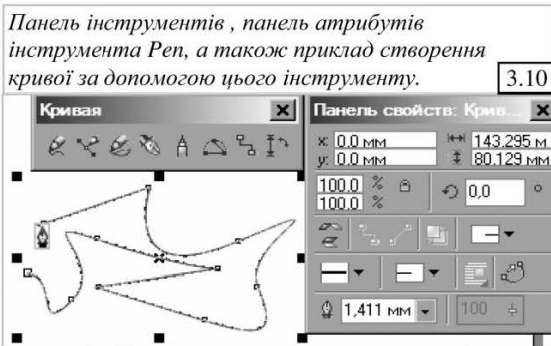 Панель інструментів , панель атрибутів
інструмента Pen, а також приклад створення
кривої за допомогою цього інструменту.
3.10
Кривая
Панель свойств: Крив...
x: 0.0 мм
143.295 м
y: 0.0 мм
80.129 мм
100.0 %
100.0 %
0,0 °
1,411 мм
100